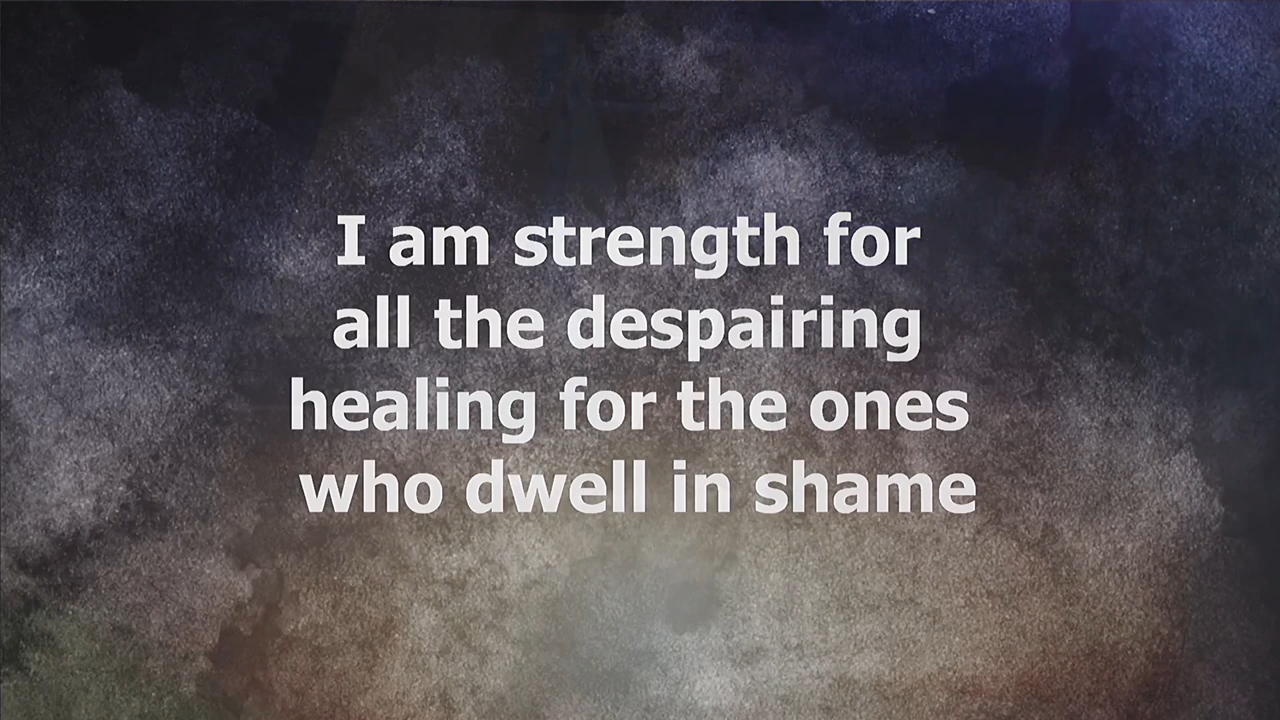 I am strength for
all the despairing
healing for the ones
who dwell in shame